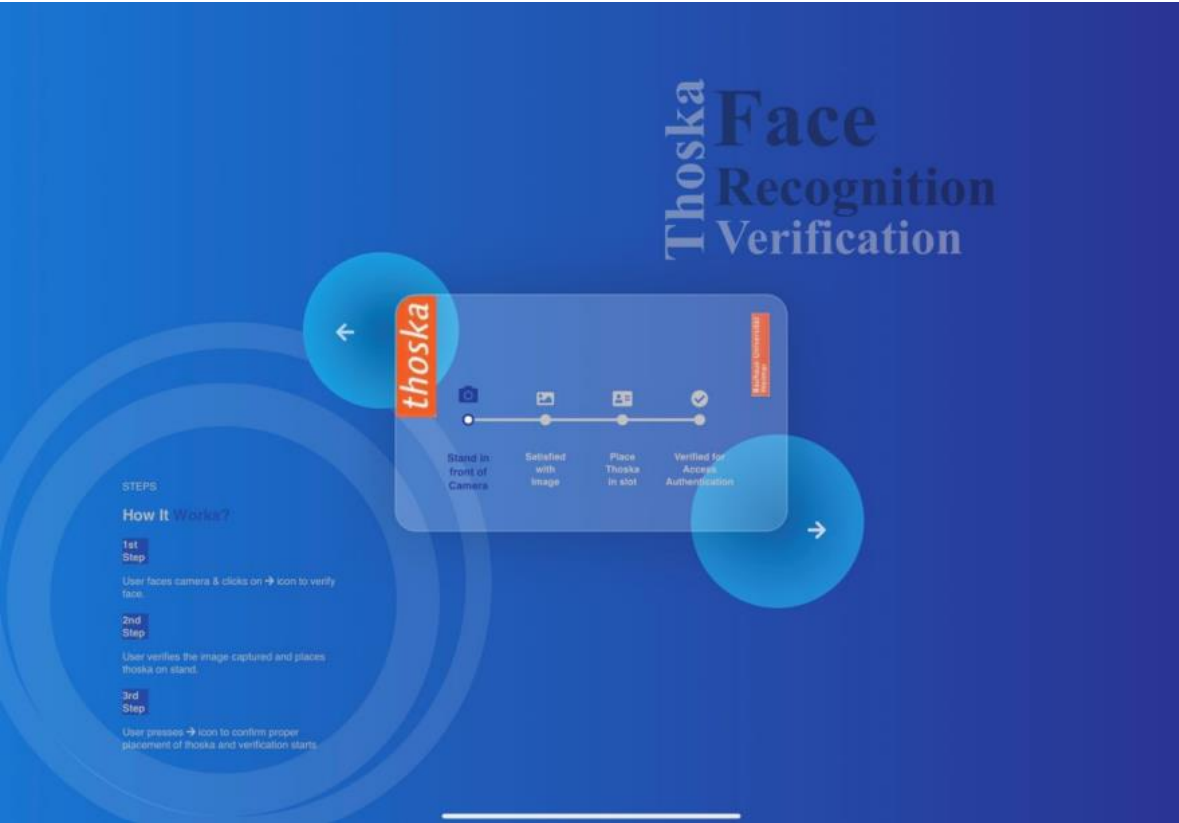 Thoska
Face
Recognition
Verification
thoska
Bauhaus-Universität
Weimar
Stand in
front of
Camera
Satisfied
with
Image
Place
Thoska
in slot
Verified for
Access
Authentication
STEPS
How It Works?
1st
Step
User faces camera & clicks on → icon to verify
face.
2nd
Step
User verifies the image captured and places
thoska on stand.
3rd
Step
User presses → icon to confirm proper
placement of thoska and verification starts